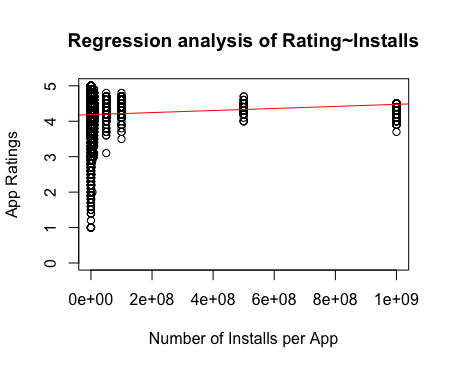 Regression analysis of Rating~Installs
App Ratings
5
4
3
2
1
0
0e+00 2e+08 4e+08 6e+08 8e+08 1e+09
Number of Installs per App